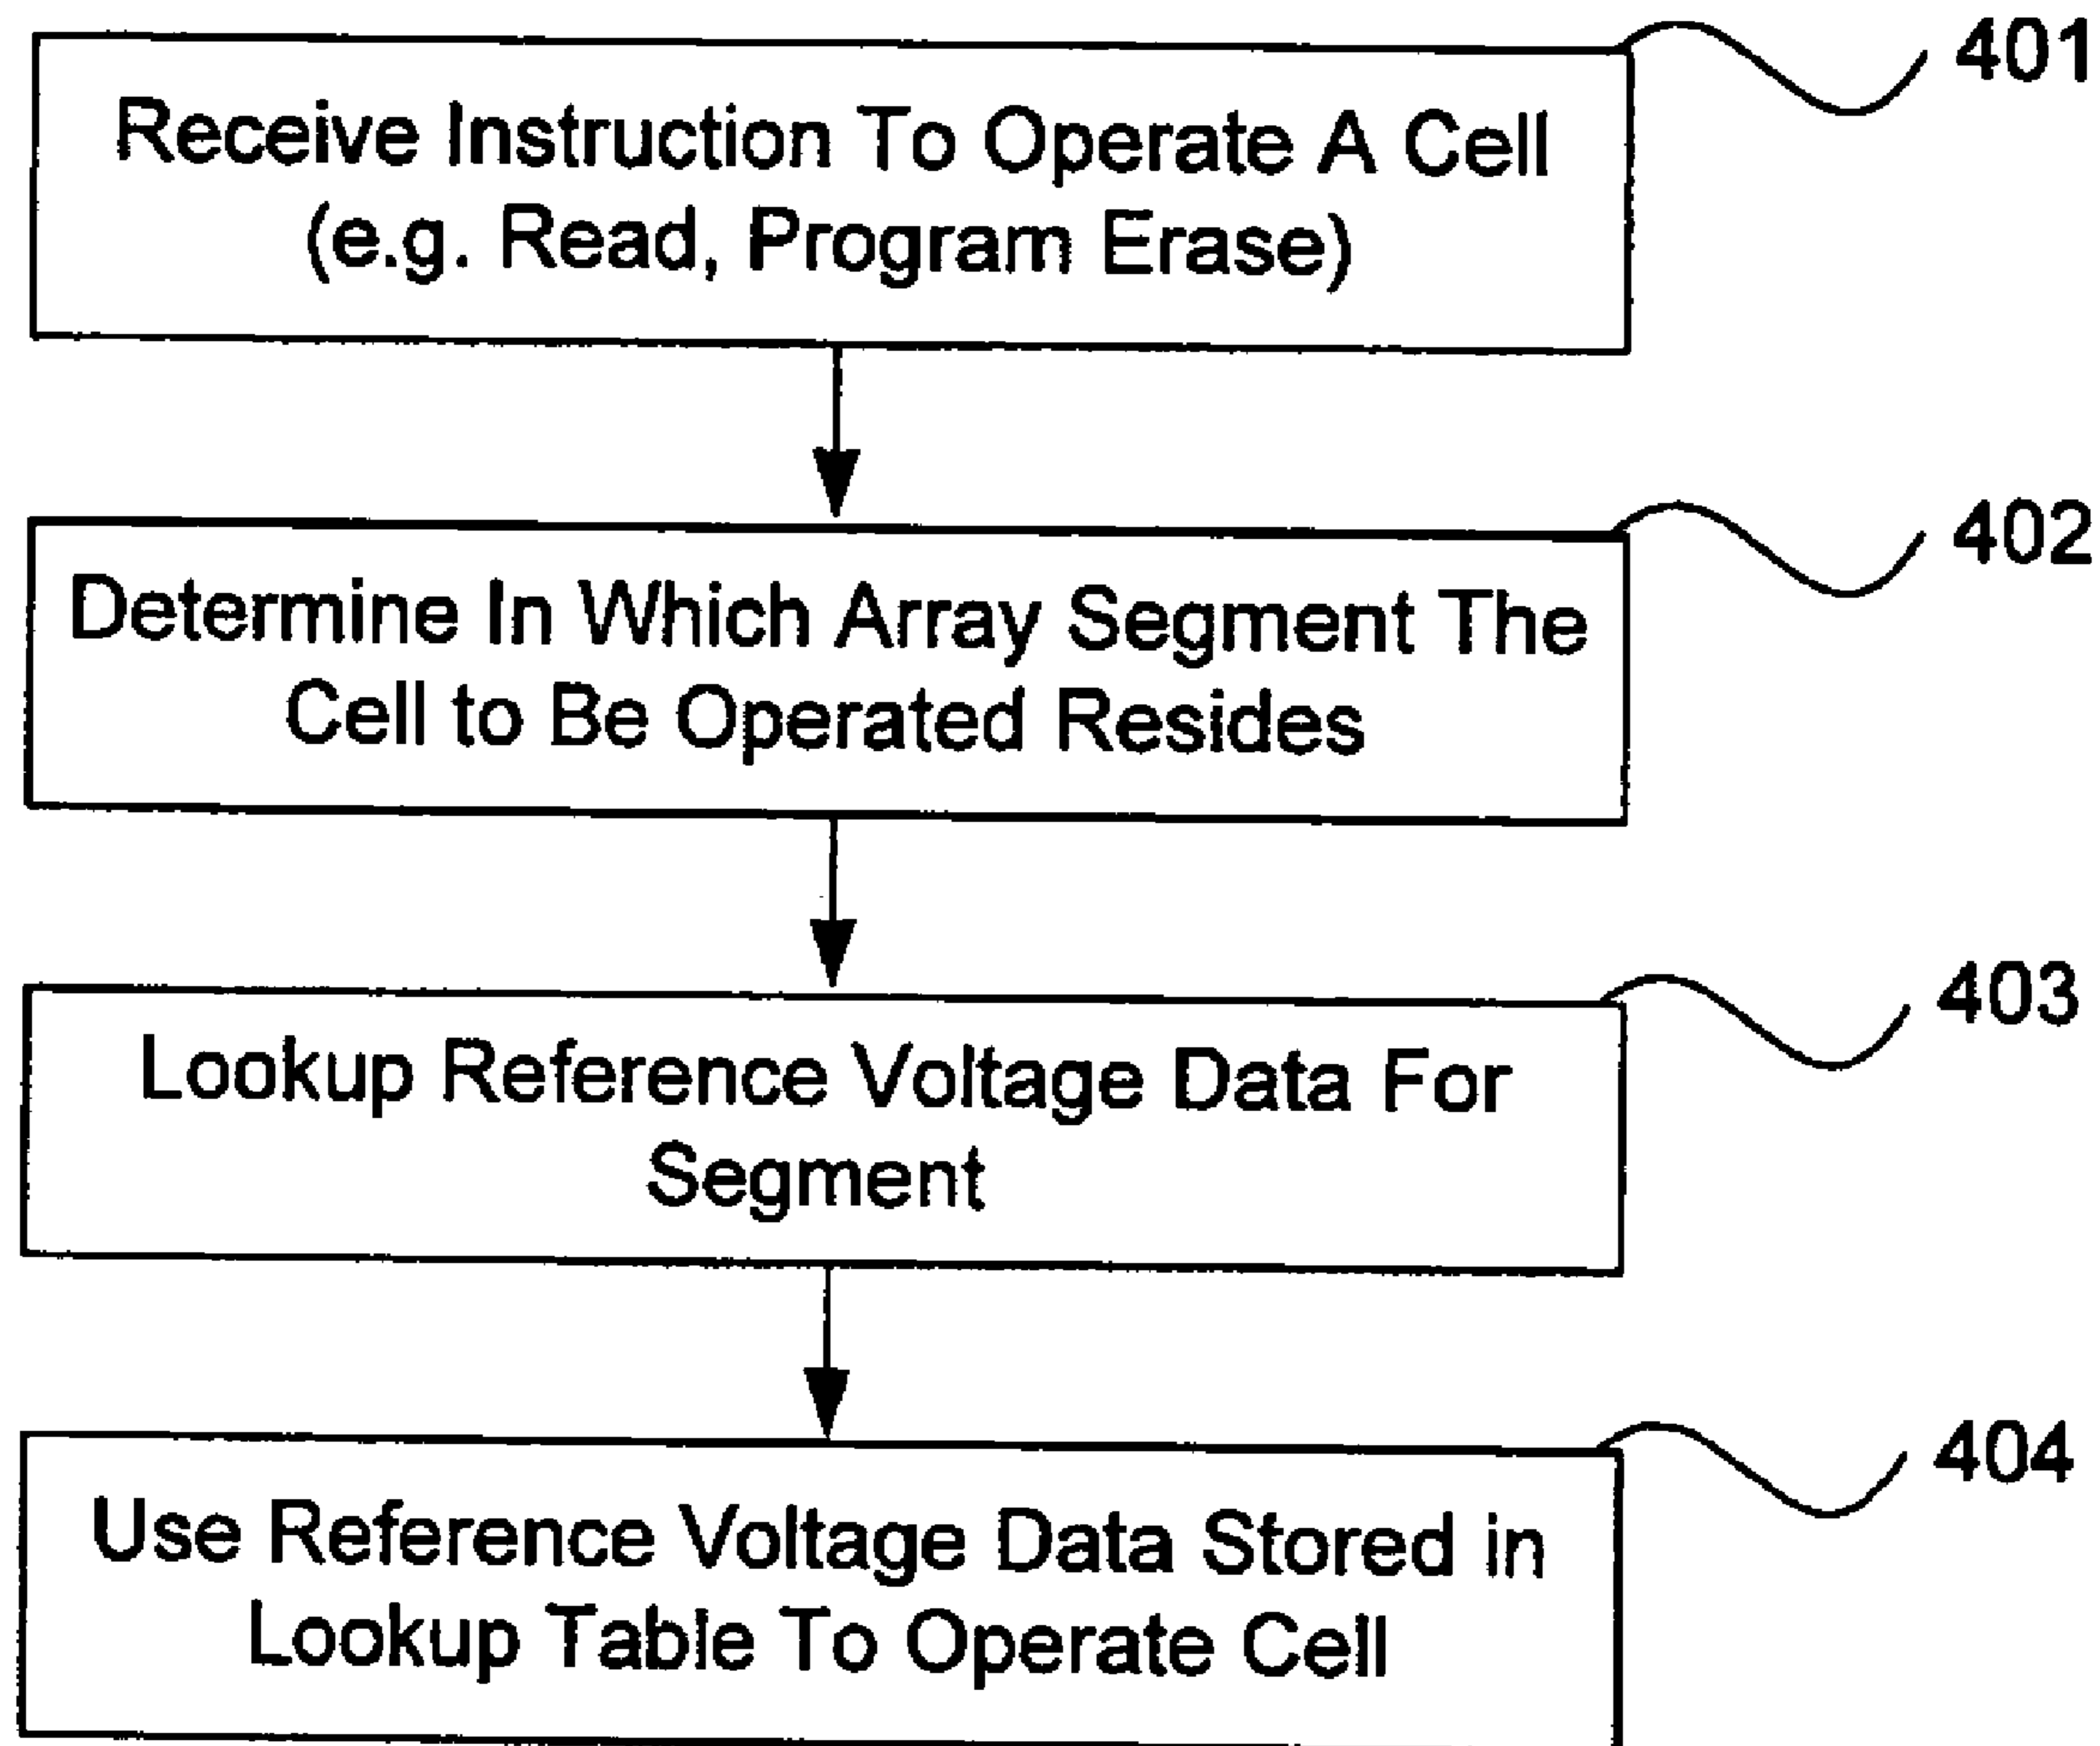 401
Receive Instruction To Operate A Cell
(e.g. Read, Program Erase)
402
Determine In Which Array Segment The
Cell to Be Operated Resides
403
Lookup Reference Voltage Data For
Segment
404
Use Reference Voltage Data Stored in
Lookup Table To Operate Cell